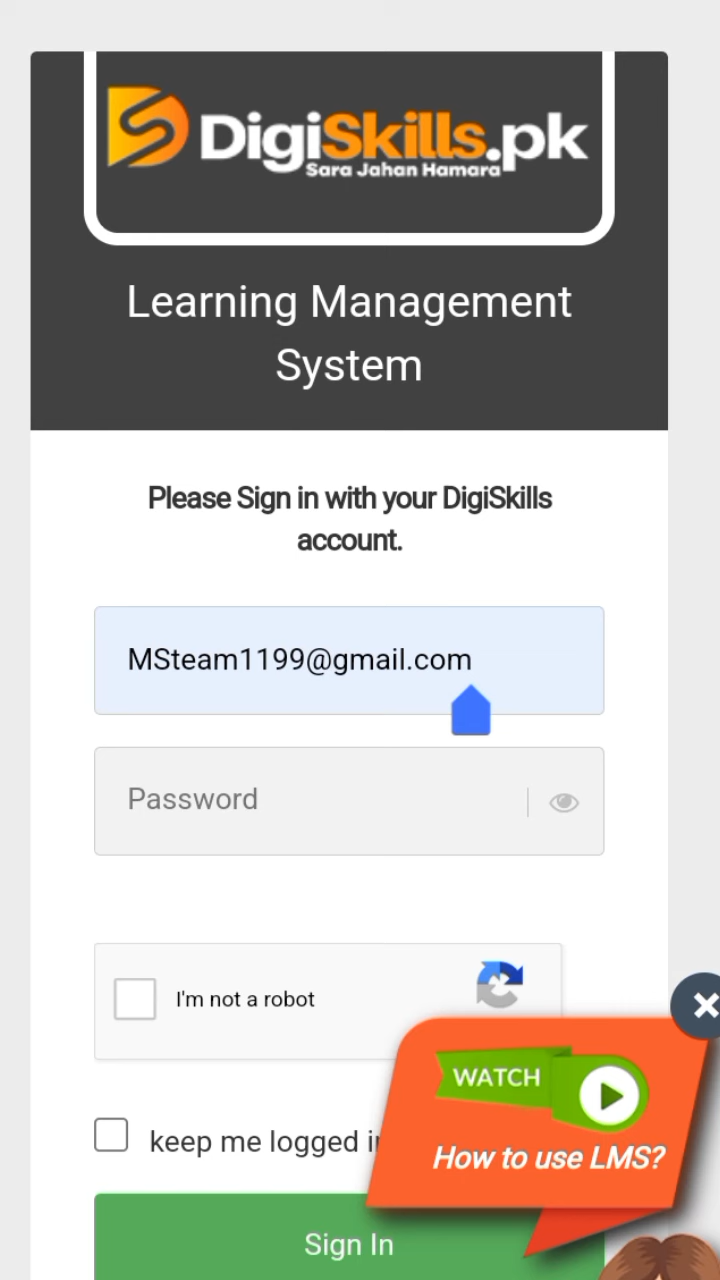 DigiSkills.pk
Sara Jahan Hamara
Learning Management
System
Please Sign in with your DigiSkills
account.
MSteam1199@gmail.com
Password
I'm not a robot
WATCH
How to use LMS?
keep me logged in
Sign In